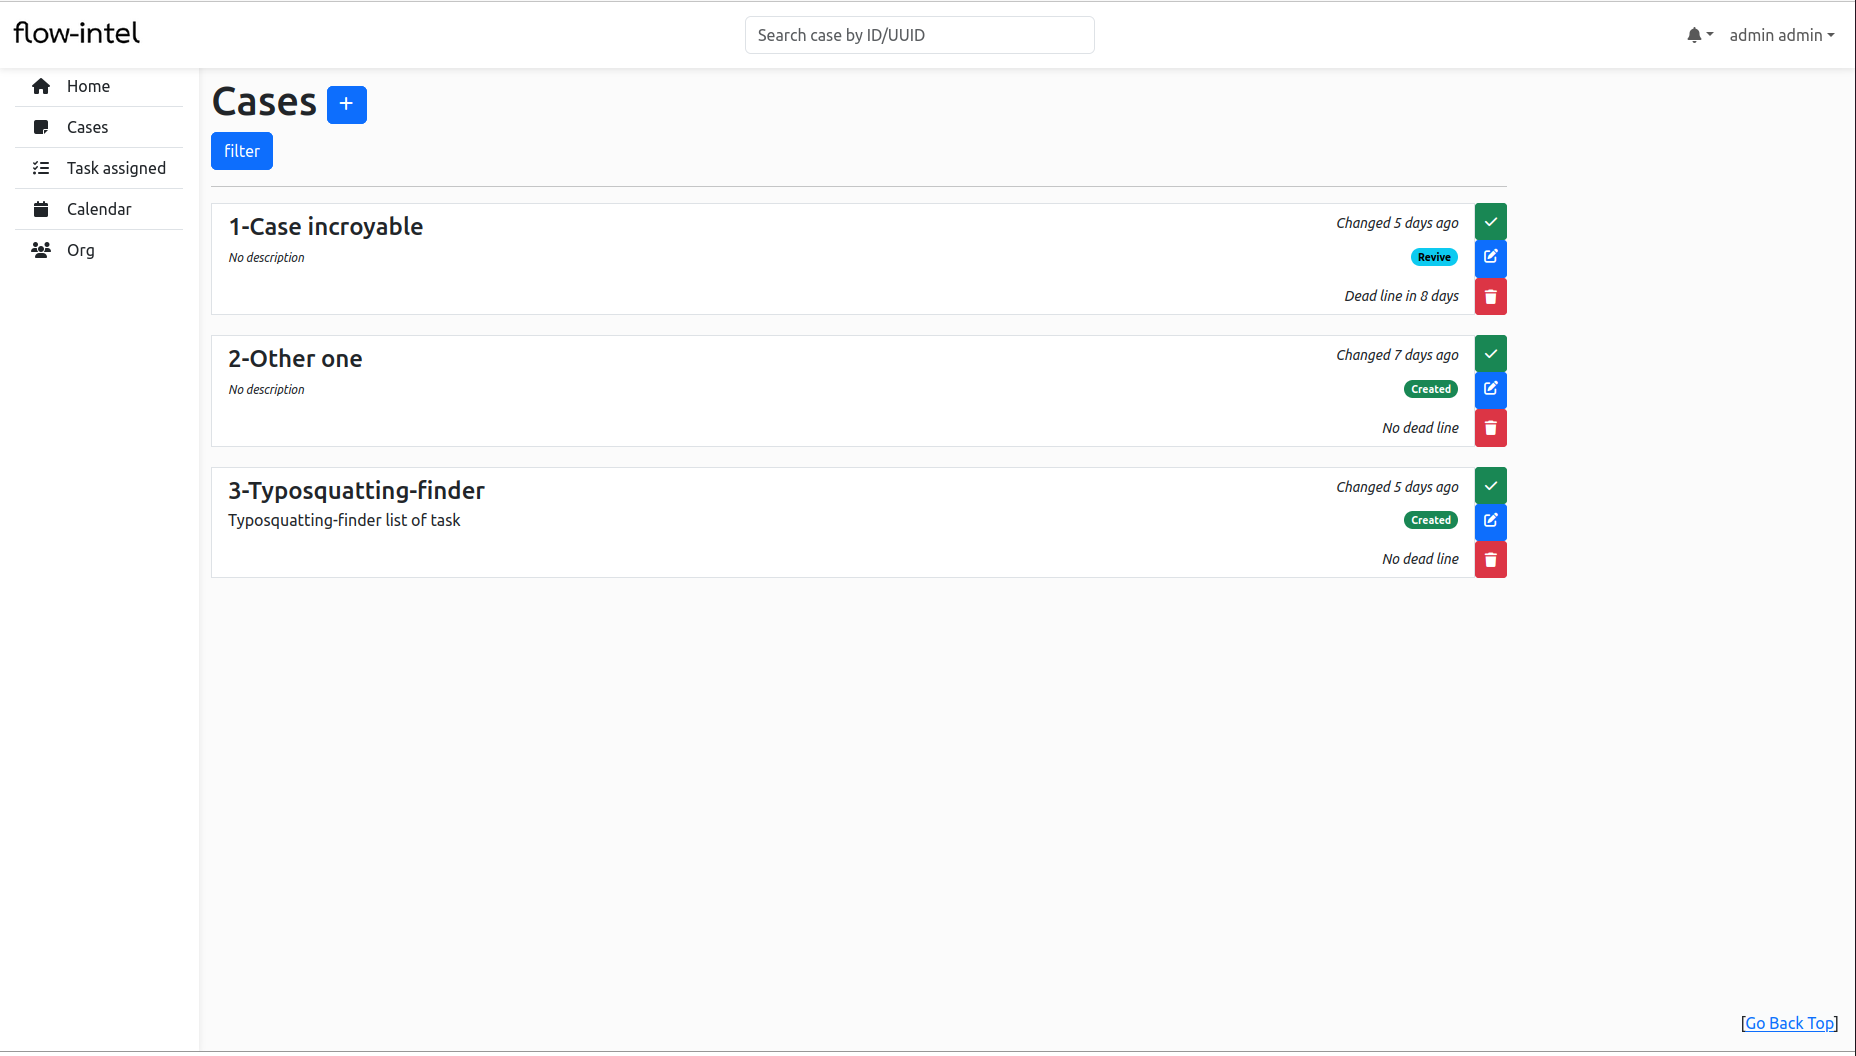 flow-intel
Search case by ID/UUID
admin admin
Home
Cases
Task assigned
Calendar
Org
Cases +
filter
1-Case incroyable
Changed 5 days ago
No description
Revive
Dead line in 8 days
2-Other one
Changed 7 days ago
No description
Created
No dead line
3-Typosquatting-finder
Changed 5 days ago
Typosquatting-finder list of task
Created
No dead line
[Go Back Top]